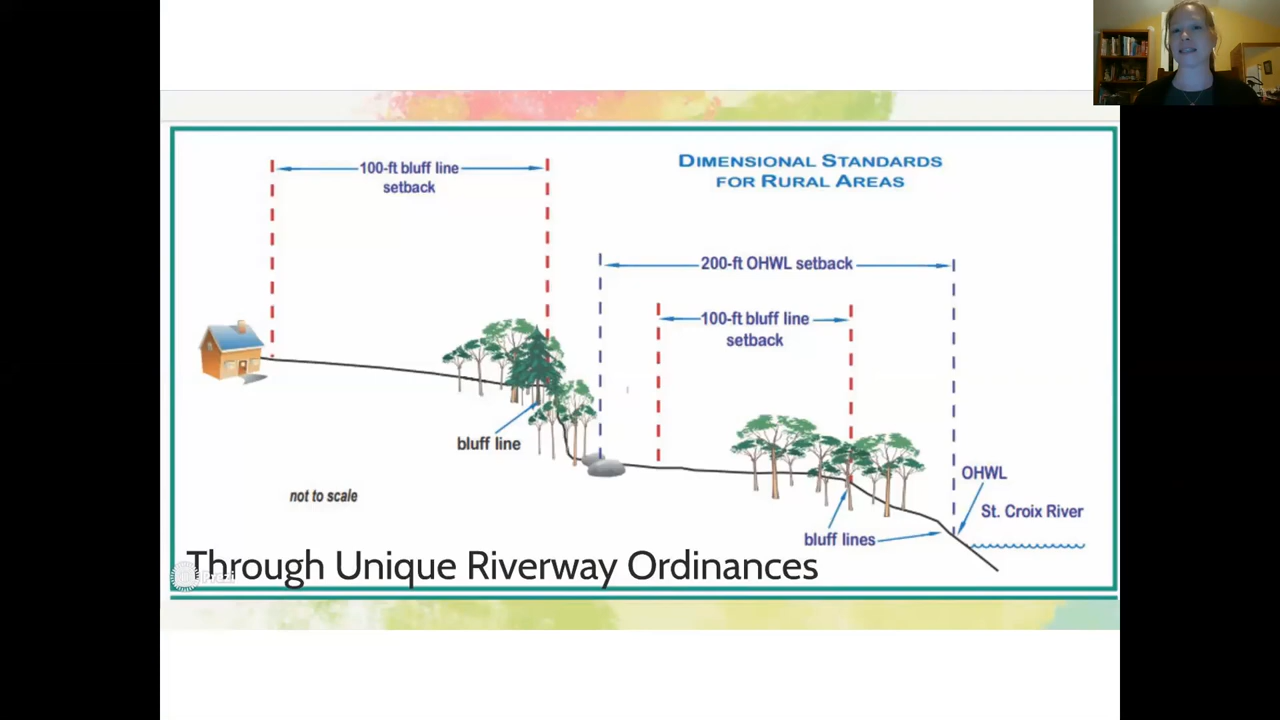 DIMENSIONAL STANDARDS
FOR RURAL AREAS
100-ft bluff line
setback
200-ft OHWL setback
100-ft bluff line
setback
bluff line
OHWL
St. Croix River
not to scale
bluff lines
Through Unique Riverway Ordinances
Prezi